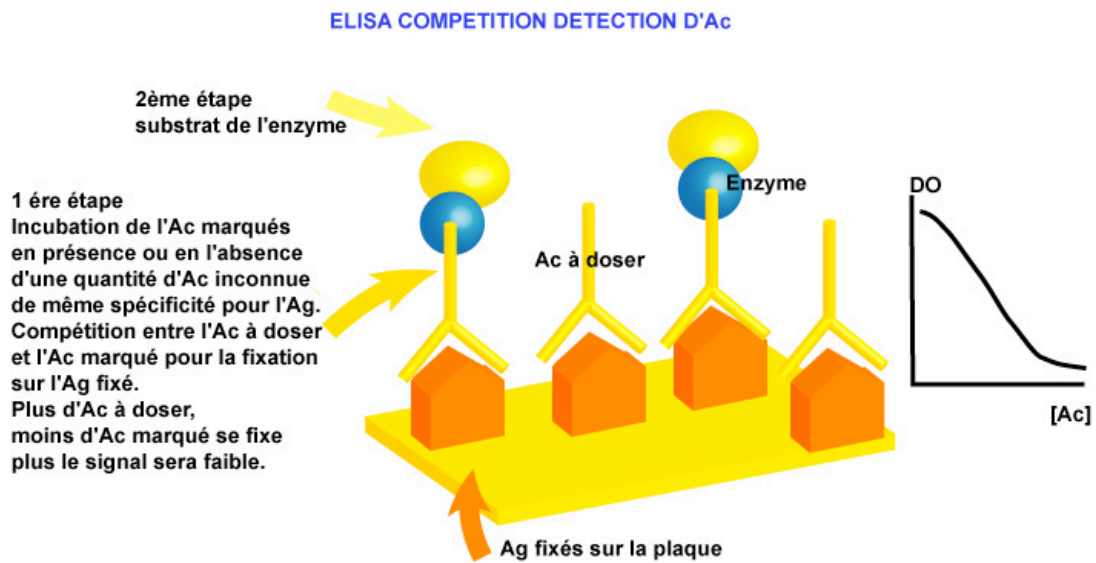 ELISA COMPETITION DETECTION D'Ac
2ème étape
substrat de l'enzyme
1 ére étape
Incubation de l'Ac marqués
en présence ou en l'absence
d'une quantité d'Ac inconnue
de même spécificité pour l'Ag.
Compétition entre l'Ac à doser
et l'Ac marqué pour la fixation
sur l'Ag fixé.
Plus d'Ac à doser,
moins d'Ac marqué se fixe
plus le signal sera faible.
Enzyme
Ac à doser
DO
[Ac]
Ag fixés sur la plaque